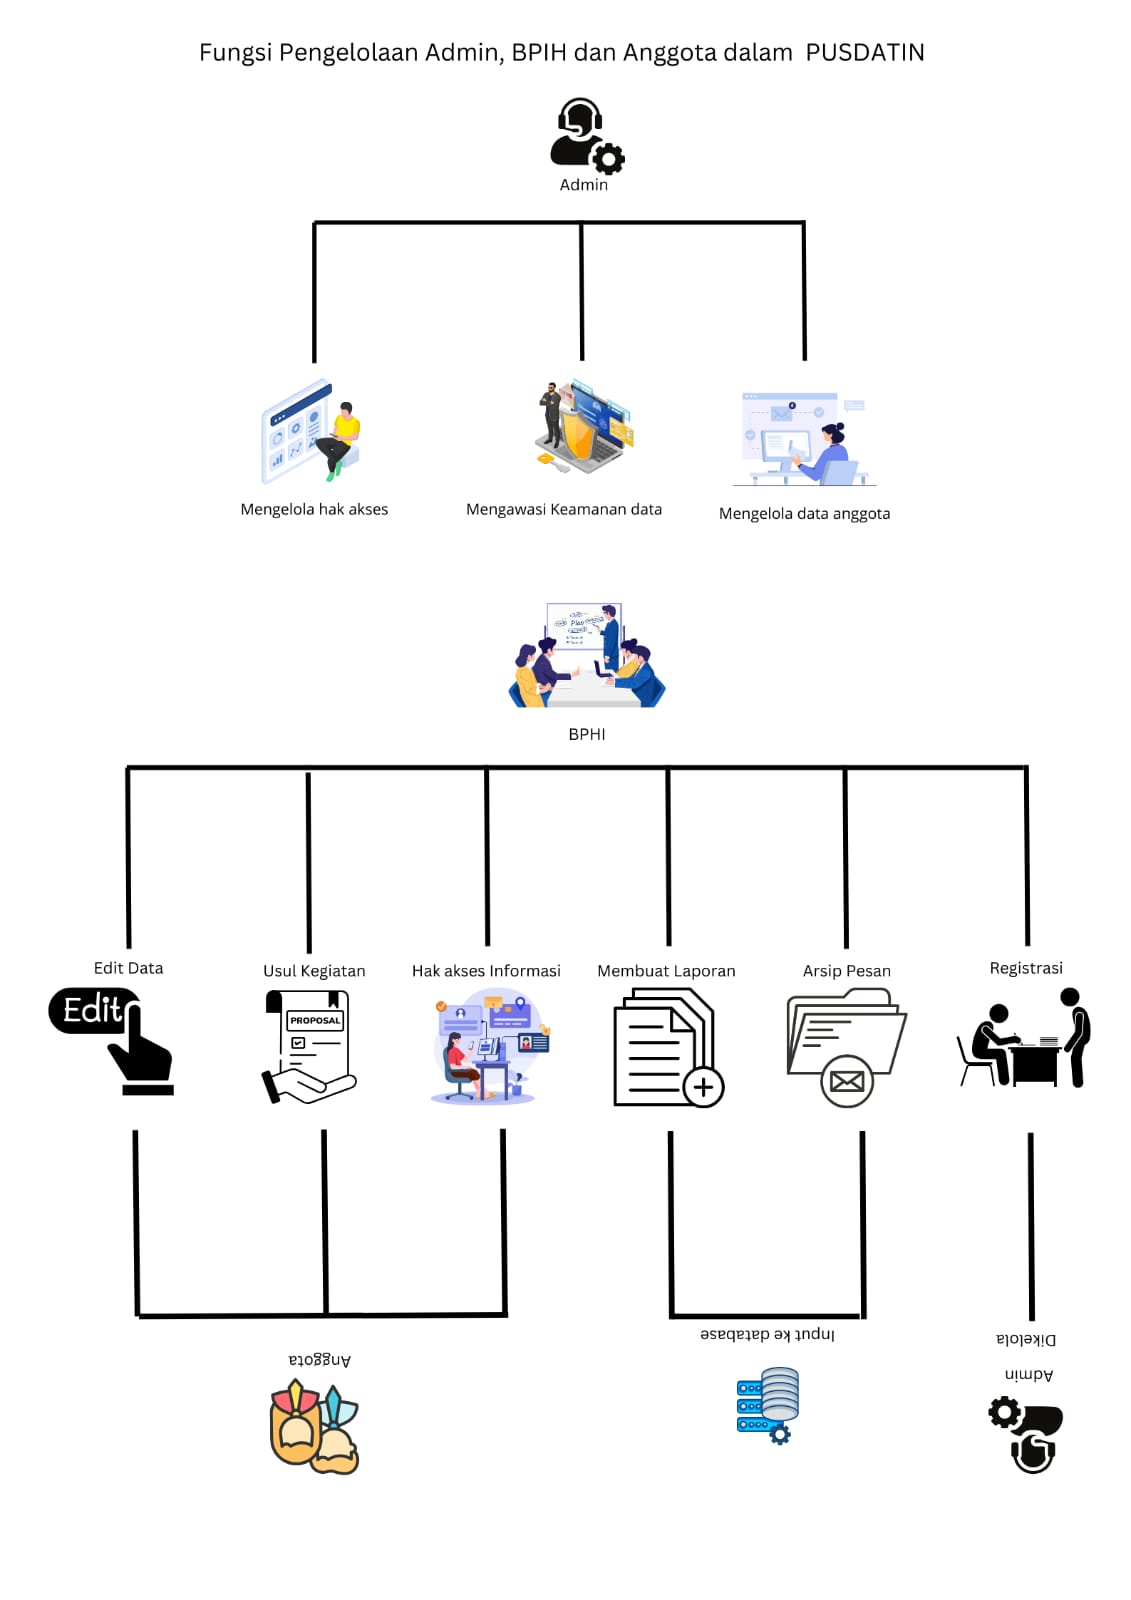 Fungsi Pengelolaan Admin, BPIH dan Anggota dalam PUSDATIN
Admin
Mengelola hak akses
Mengawasi Keamanan data
Mengelola data anggota
Plan
BPHI
Edit Data
Usul Kegiatan
Hak akses Informasi
Membuat Laporan
Arsip Pesan
Registrasi
Edit
PROPOSAL
Anggota
Input ke database
Dikelola
Admin